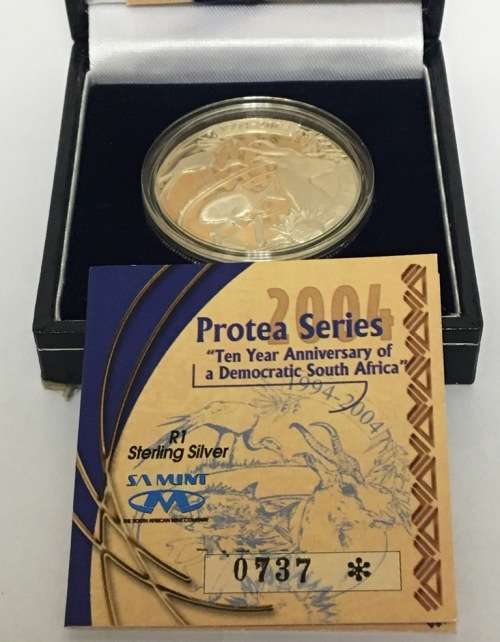 2004
Protea Series
"Ten Year Anniversary of
a Democratic South Africa"
1994-2004
R1
Sterling Silver
SA MINT
THE SOUTH AFRICAN MINT COMPANY
0737 *